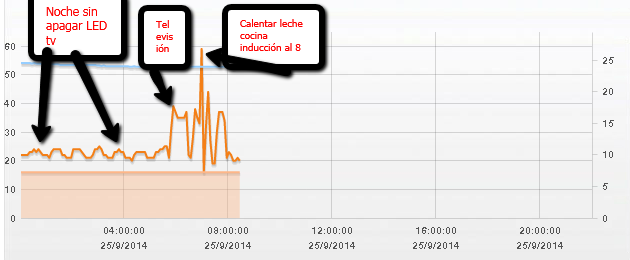 Noche sin
apagar LED
tv
Tel
evis
ión
Calentar leche
cocina
inducción al 8
60
50
40
30
20
10
0
25
20
15
10
5
0
04:00:00
25/9/2014
08:00:00
25/9/2014
12:00:00
25/9/2014
16:00:00
25/9/2014
20:00:00
25/9/2014